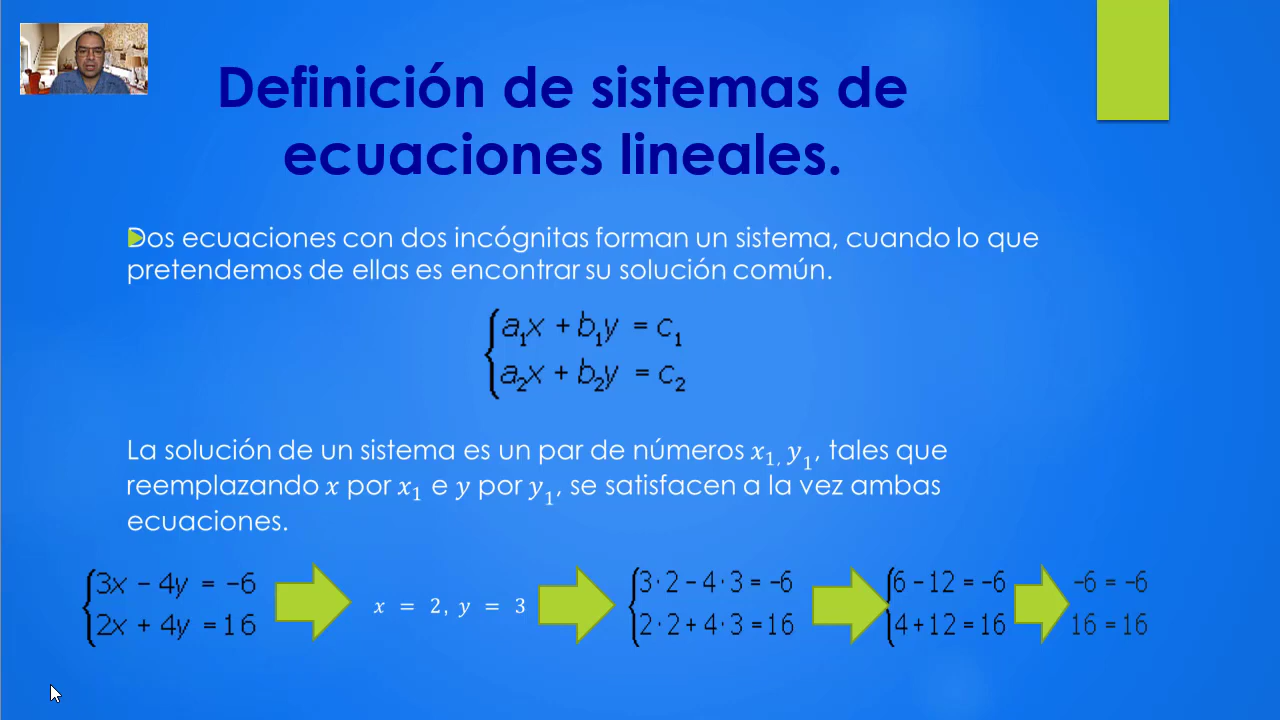 Definición de sistemas de
ecuaciones lineales.
Dos ecuaciones con dos incógnitas forman un sistema, cuando lo que
pretendemos de ellas es encontrar su solución común.
a₁x + b₁y = c₁
a₂x + b₂y = c₂
La solución de un sistema es un par de números x₁, y₁, tales que
reemplazando x por x₁ e y por y₁, se satisfacen a la vez ambas
ecuaciones.
3x − 4y = −6
2x + 4y = 16
x = 2, y = 3
3·2 − 4·3 = −6
2·2 + 4·3 = 16
6 − 12 = −6
4 + 12 = 16
−6 = −6
16 = 16